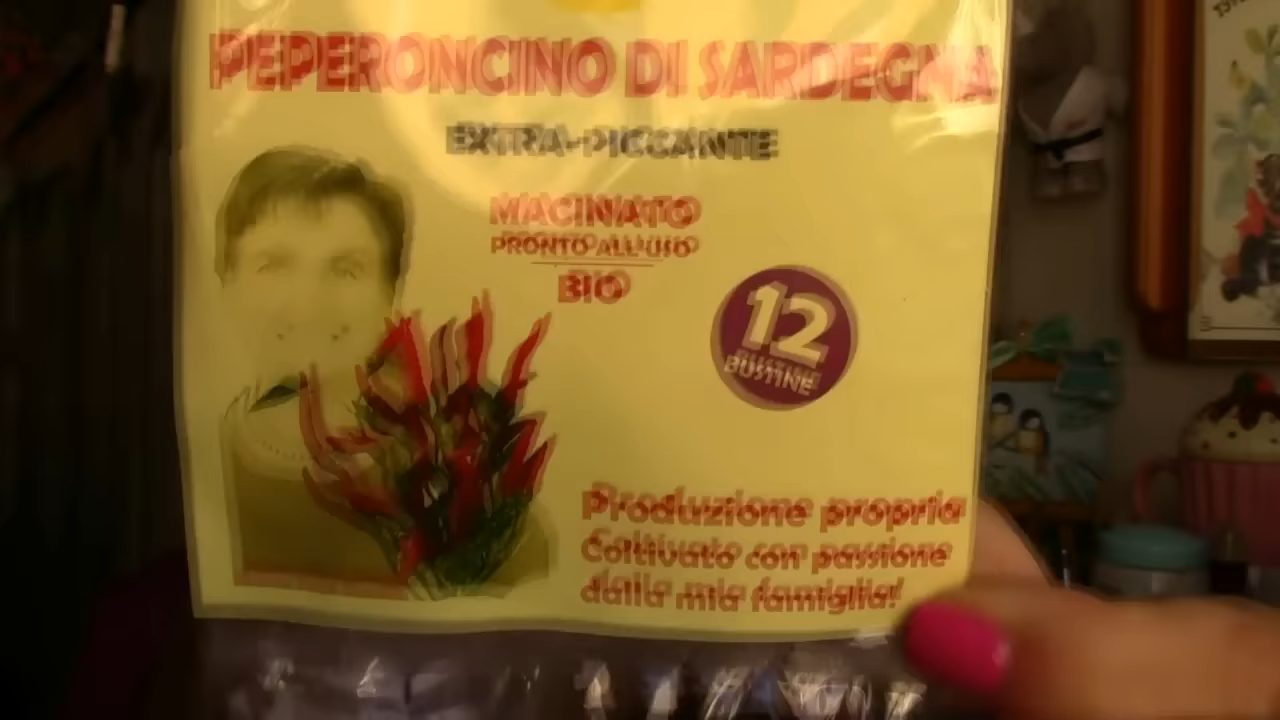 PEPERONCINO DI SARDEGNA
EXTRA-PICCANTE
MACINATO
PRONTO ALL'USO
BIO
12
BUSTINE
Produzione propria
Coltivato con passione
dalla mia famiglia!